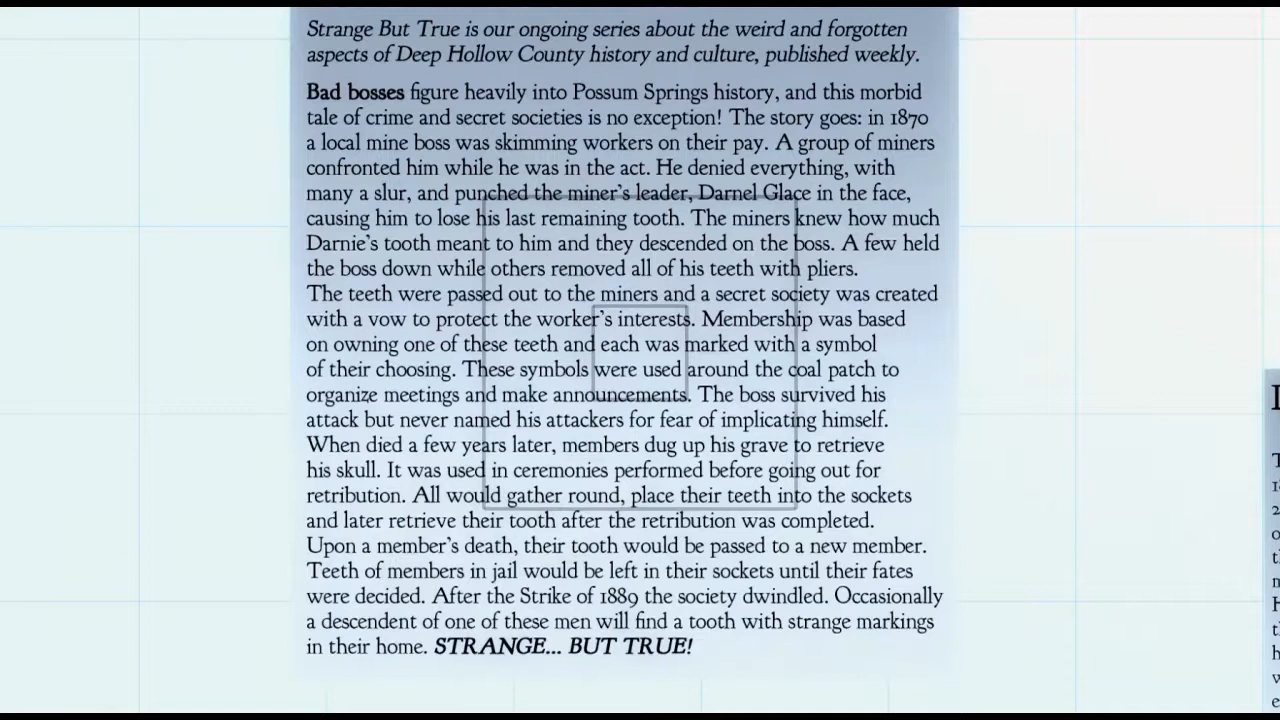 Strange But True is our ongoing series about the weird and forgotten
aspects of Deep Hollow County history and culture, published weekly.
Bad bosses figure heavily into Possum Springs history, and this morbid
tale of crime and secret societies is no exception! The story goes: in 1870
a local mine boss was skimming workers on their pay. A group of miners
confronted him while he was in the act. He denied everything, with
many a slur, and punched the miner's leader, Darnel Glace in the face,
causing him to lose his last remaining tooth. The miners knew how much
Darnie's tooth meant to him and they descended on the boss. A few held
the boss down while others removed all of his teeth with pliers.
The teeth were passed out to the miners and a secret society was created
with a vow to protect the worker's interests. Membership was based
on owning one of these teeth and each was marked with a symbol
of their choosing. These symbols were used around the coal patch to
organize meetings and make announcements. The boss survived his
attack but never named his attackers for fear of implicating himself.
When died a few years later, members dug up his grave to retrieve
his skull. It was used in ceremonies performed before going out for
retribution. All would gather round, place their teeth into the sockets
and later retrieve their tooth after the retribution was completed.
Upon a member's death, their tooth would be passed to a new member.
Teeth of members in jail would be left in their sockets until their fates
were decided. After the Strike of 1889 the society dwindled. Occasionally
a descendent of one of these men will find a tooth with strange markings
in their home. STRANGE... BUT TRUE!